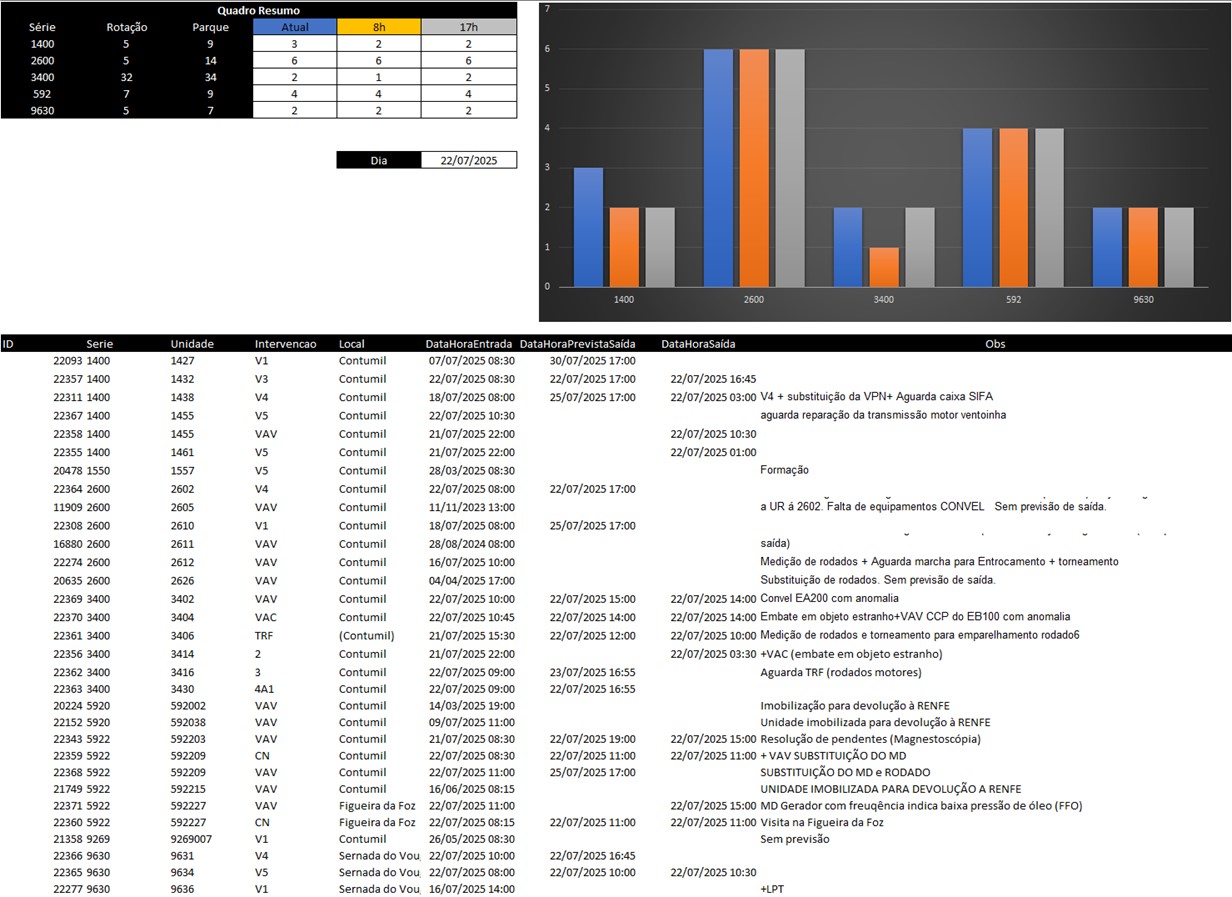 Quadro Resumo
Série Rotação Parque Atual 8h 17h
1400 5 9 3 2 2
2600 5 14 6 6 6
3400 32 34 2 1 2
592 7 9 4 4 4
9630 5 7 2 2 2
Dia 22/07/2025
7
6
5
4
3
2
1
0
1400 2600 3400 592 9630
ID Serie Unidade Intervencao Local DataHoraEntrada DataHoraPrevistaSaída DataHoraSaída Obs
22093 1400 1427 V1 Contumil 07/07/2025 08:30 30/07/2025 17:00
22357 1400 1432 V3 Contumil 22/07/2025 08:30 22/07/2025 17:00 22/07/2025 16:45
22311 1400 1438 V4 Contumil 18/07/2025 08:00 25/07/2025 17:00 22/07/2025 03:00 V4 + substituição da VPN+ Aguarda caixa SIFA
22367 1400 1455 V5 Contumil 22/07/2025 10:30 aguarda reparação da transmissão motor ventoinha
22358 1400 1455 VAV Contumil 21/07/2025 22:00 22/07/2025 10:30
22355 1400 1461 V5 Contumil 21/07/2025 22:00 22/07/2025 01:00
20478 1550 1557 V5 Contumil 28/03/2025 08:30 Formação
22364 2600 2602 V4 Contumil 22/07/2025 08:00 22/07/2025 17:00
11909 2600 2605 VAV Contumil 11/11/2023 13:00 a UR á 2602. Falta de equipamentos CONVEL Sem previsão de saída.
22308 2600 2610 V1 Contumil 18/07/2025 08:00 25/07/2025 17:00
16880 2600 2611 VAV Contumil 28/08/2024 08:00 saída)
22274 2600 2612 VAV Contumil 16/07/2025 10:00 Medição de rodados + Aguarda marcha para Entrocamento + torneamento
20635 2600 2626 VAV Contumil 04/04/2025 17:00 Substituição de rodados. Sem previsão de saída.
22369 3400 3402 VAV Contumil 22/07/2025 10:00 22/07/2025 15:00 22/07/2025 14:00 Convel EA200 com anomalia
22370 3400 3404 VAC Contumil 22/07/2025 10:45 22/07/2025 14:00 22/07/2025 14:00 Embate em objeto estranho+VAV CCP do EB100 com anomalia
22361 3400 3406 TRF (Contumil) 21/07/2025 15:30 22/07/2025 12:00 22/07/2025 10:00 Medição de rodados e torneamento para emparelhamento rodado6
22356 3400 3414 2 Contumil 21/07/2025 22:00 22/07/2025 03:30 +VAC (embate em objeto estranho)
22362 3400 3416 3 Contumil 22/07/2025 09:00 23/07/2025 16:55 Aguarda TRF (rodados motores)
22363 3400 3430 4A1 Contumil 22/07/2025 09:00 22/07/2025 16:55
20224 5920 592002 VAV Contumil 14/03/2025 19:00 Imobilização para devolução à RENFE
22152 5920 592038 VAV Contumil 09/07/2025 11:00 Unidade imobilizada para devolução à RENFE
22343 5922 592203 VAV Contumil 21/07/2025 08:30 22/07/2025 19:00 22/07/2025 15:00 Resolução de pendentes (Magnestoscópia)
22359 5922 592209 CN Contumil 22/07/2025 08:30 22/07/2025 11:00 22/07/2025 11:00 + VAV SUBSTITUIÇÃO DO MD
22368 5922 592209 VAV Contumil 22/07/2025 11:00 25/07/2025 17:00 SUBSTITUIÇÃO DO MD e RODADO
21749 5922 592215 VAV Contumil 16/06/2025 08:15 UNIDADE IMOBILIZADA PARA DEVOLUÇÃO A RENFE
22371 5922 592227 VAV Figueira da Foz 22/07/2025 11:00 22/07/2025 15:00 MD Gerador com freuqência indica baixa pressão de óleo (FFO)
22360 5922 592227 CN Figueira da Foz 22/07/2025 08:15 22/07/2025 11:00 22/07/2025 11:00 Visita na Figueira da Foz
21358 9269 9269007 V1 Contumil 26/05/2025 08:30 Sem previsão
22366 9630 9631 V4 Sernada do Vou 22/07/2025 10:00 22/07/2025 16:45
22365 9630 9634 V5 Sernada do Vou 22/07/2025 08:00 22/07/2025 10:00 22/07/2025 10:30
22277 9630 9636 V1 Sernada do Vou 16/07/2025 14:00 +LPT